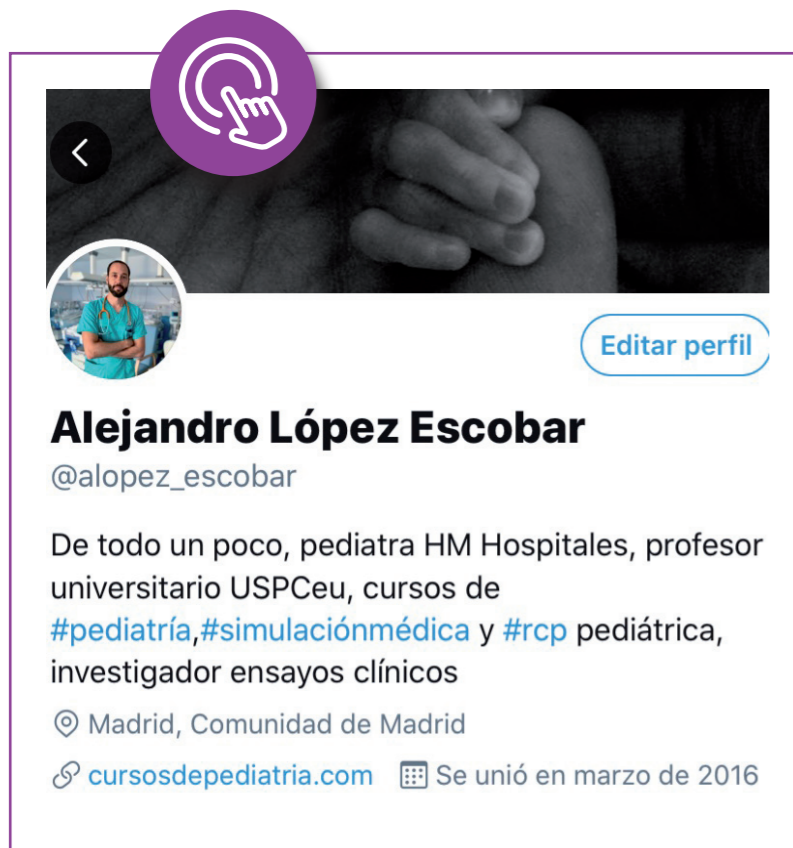 Editar perfil
Alejandro López Escobar
@alopez_escobar
De todo un poco, pediatra HM Hospitales, profesor
universitario USPCeu, cursos de
#pediatría,#simulaciónmédica y #rcp pediátrica,
investigador ensayos clínicos
Madrid, Comunidad de Madrid
cursosdepediatria.com Se unió en marzo de 2016